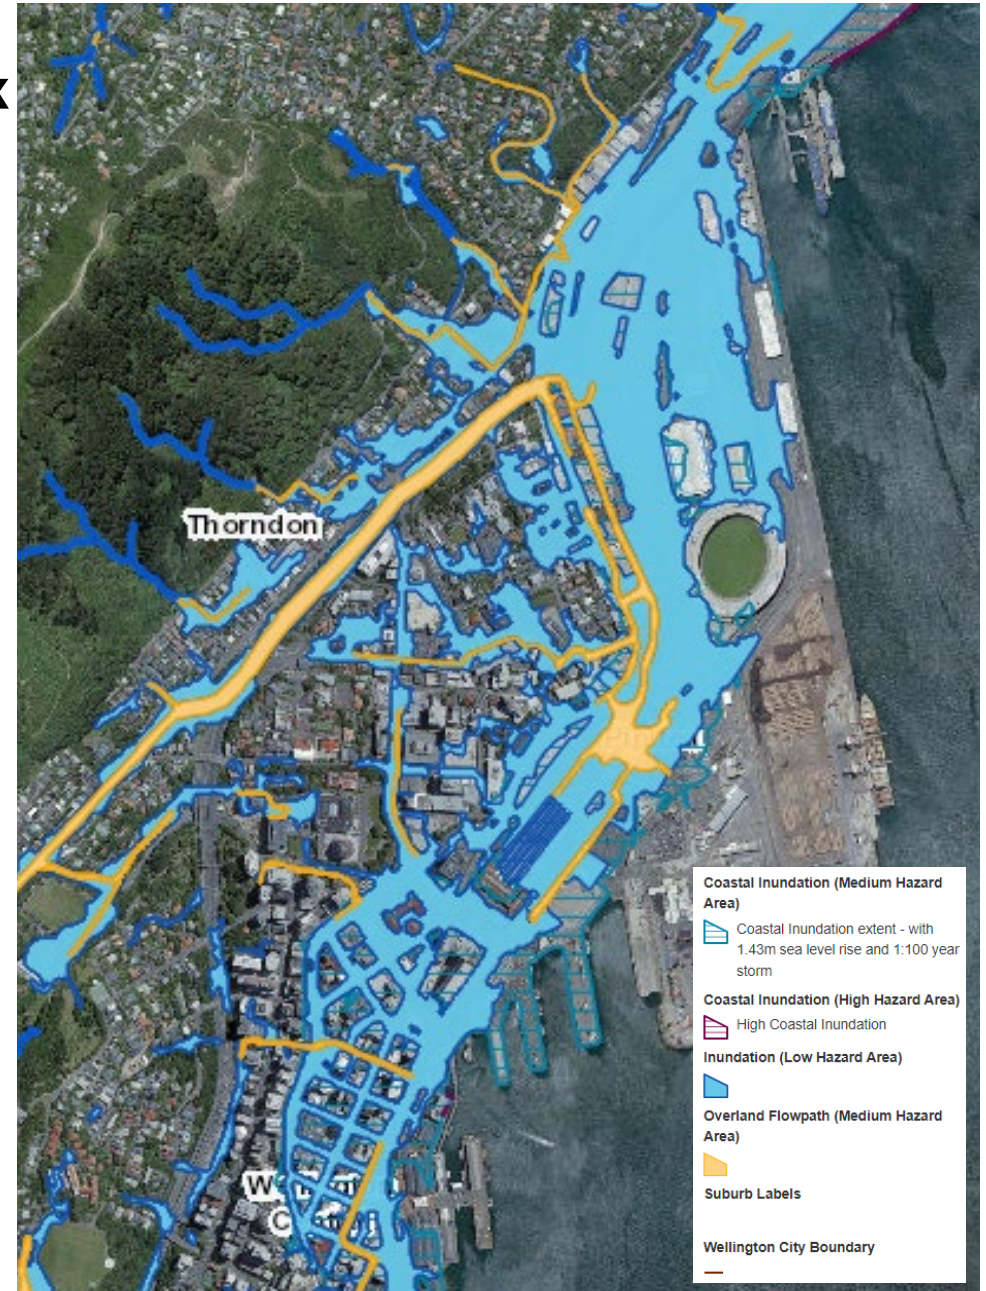 Thorndon
Coastal Inundation (Medium Hazard
Area)
Coastal Inundation extent - with
1.43m sea level rise and 1:100 year
storm
Coastal Inundation (High Hazard Area)
High Coastal Inundation
Inundation (Low Hazard Area)
Overland Flowpath (Medium Hazard
Area)
Suburb Labels
Wellington City Boundary